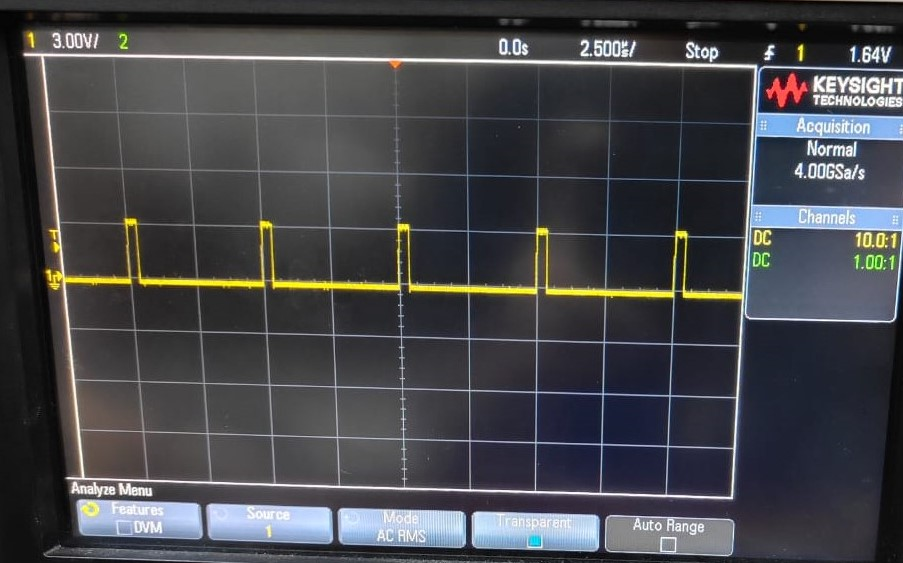 1 3.00V/ 2 0.0s 2.500㎲/ Stop 1 1.64V
KEYSIGHT
TECHNOLOGIES
Acquisition
Normal
4.00GSa/s
Channels
DC 10.0:1
DC 1.00:1
T
1
Analyze Menu
Features
DVM
Source
1
Mode
AC RMS
Transparent
Auto Range